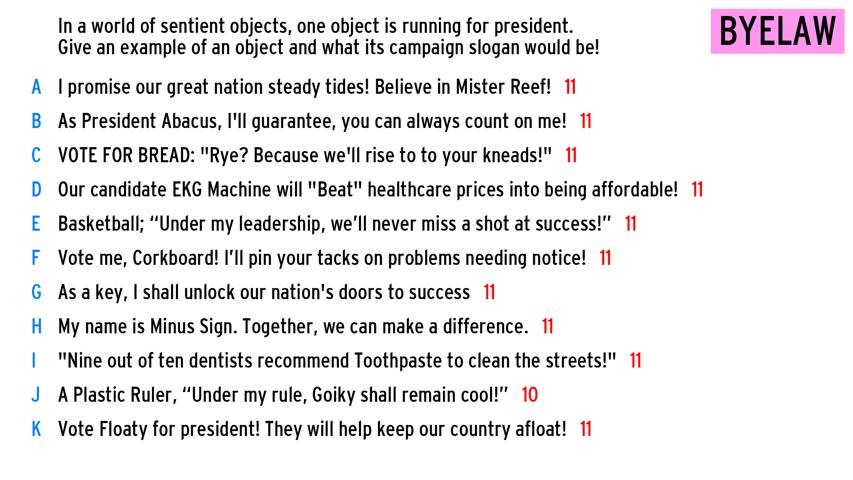 In a world of sentient objects, one object is running for president.
Give an example of an object and what its campaign slogan would be!
BYELAW
A I promise our great nation steady tides! Believe in Mister Reef! 11
B As President Abacus, I'll guarantee, you can always count on me! 11
C VOTE FOR BREAD: "Rye? Because we'll rise to to your kneads!" 11
D Our candidate EKG Machine will "Beat" healthcare prices into being affordable! 11
E Basketball; “Under my leadership, we’ll never miss a shot at success!” 11
F Vote me, Corkboard! I’ll pin your tacks on problems needing notice! 11
G As a key, I shall unlock our nation's doors to success 11
H My name is Minus Sign. Together, we can make a difference. 11
I "Nine out of ten dentists recommend Toothpaste to clean the streets!" 11
J A Plastic Ruler, “Under my rule, Goiky shall remain cool!” 10
K Vote Floaty for president! They will help keep our country afloat! 11